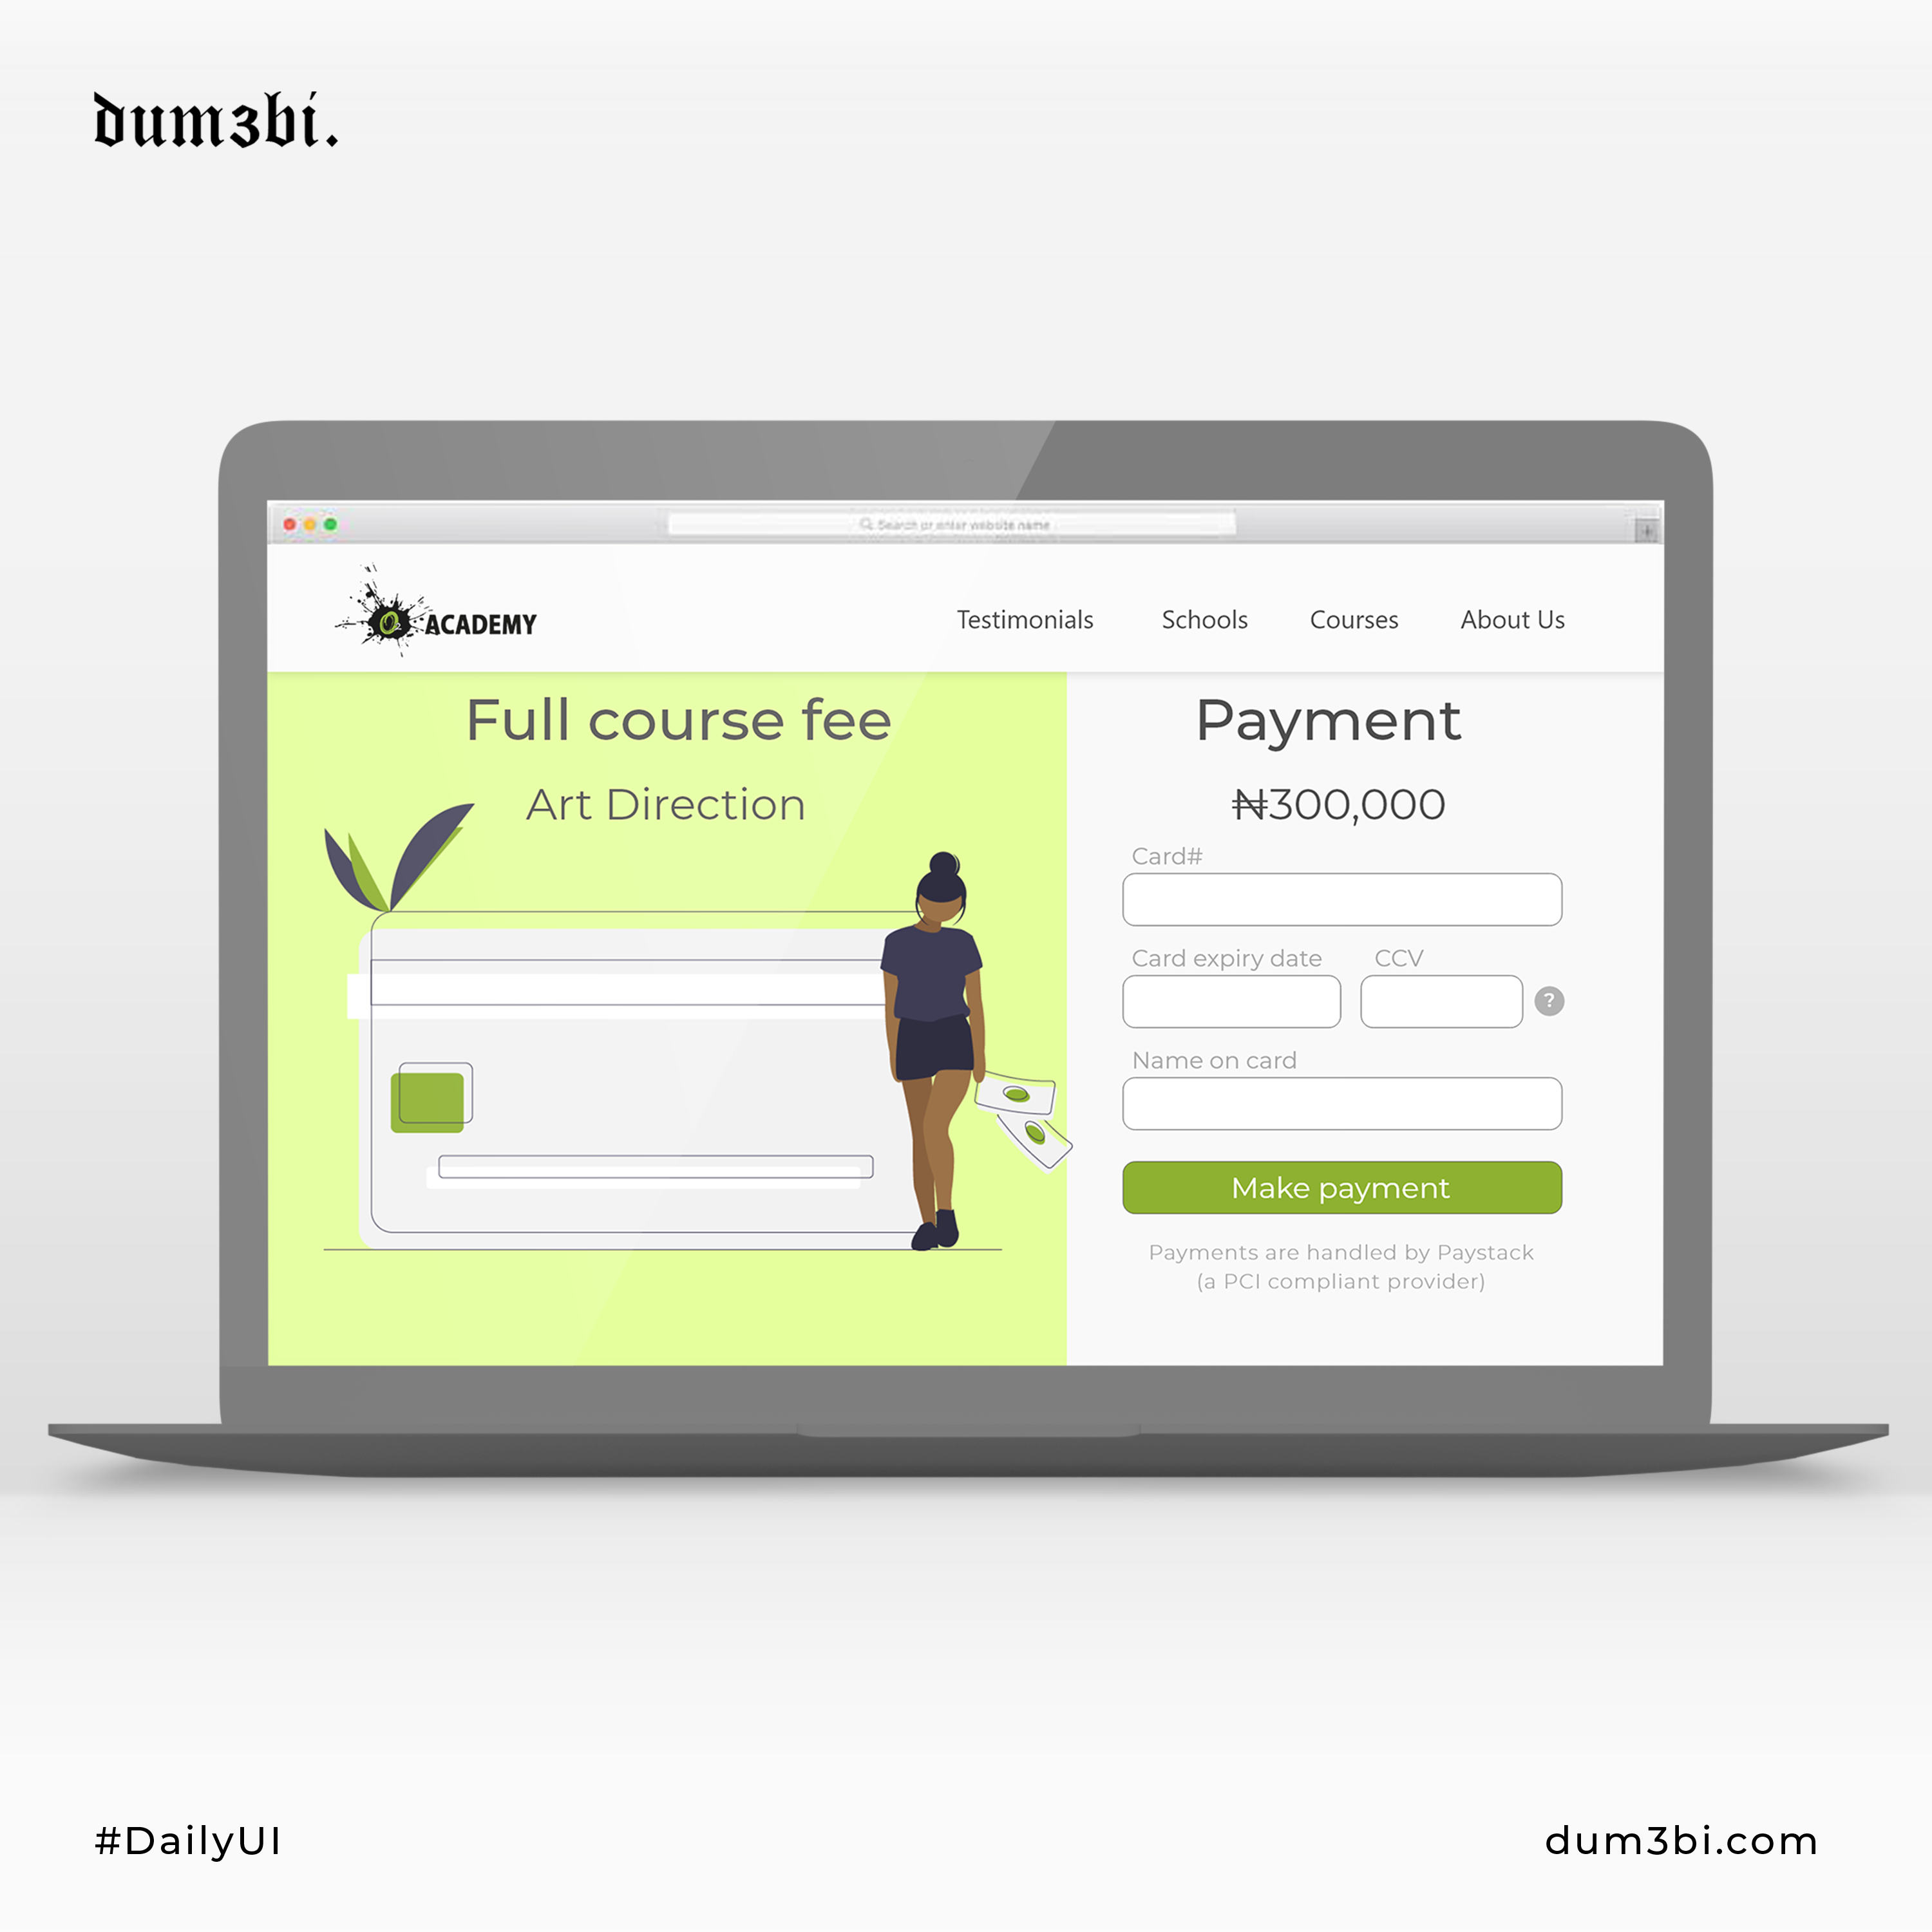 dum3bi.
Search or enter website name
O2 ACADEMY
Testimonials Schools Courses About Us
Full course fee
Art Direction
Payment
₦300,000
Card#
Card expiry date CCV
?
Name on card
Make payment
Payments are handled by Paystack
(a PCI compliant provider)
#DailyUI
dum3bi.com